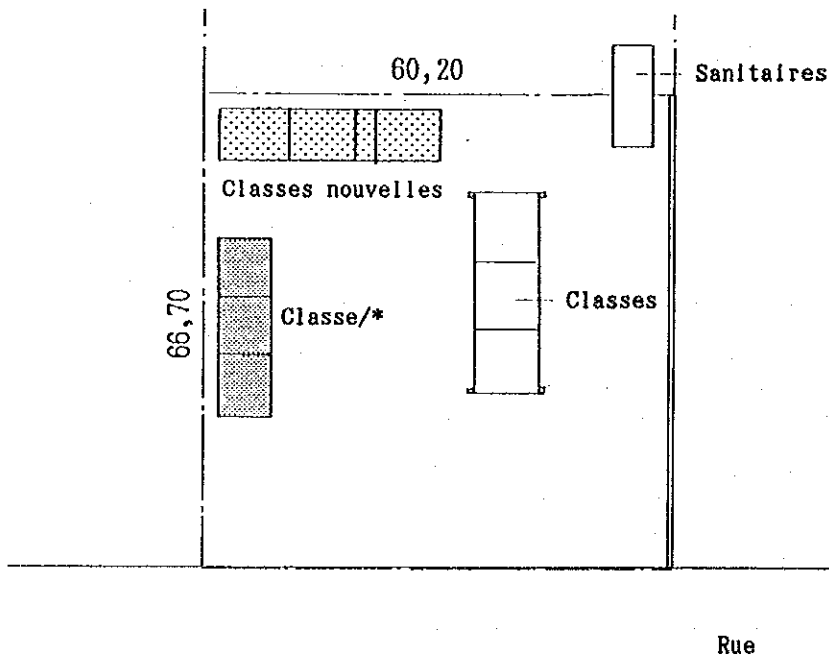 60,20
Sanitaires
Classes nouvelles
66,70
Classe/*
Classes
Rue